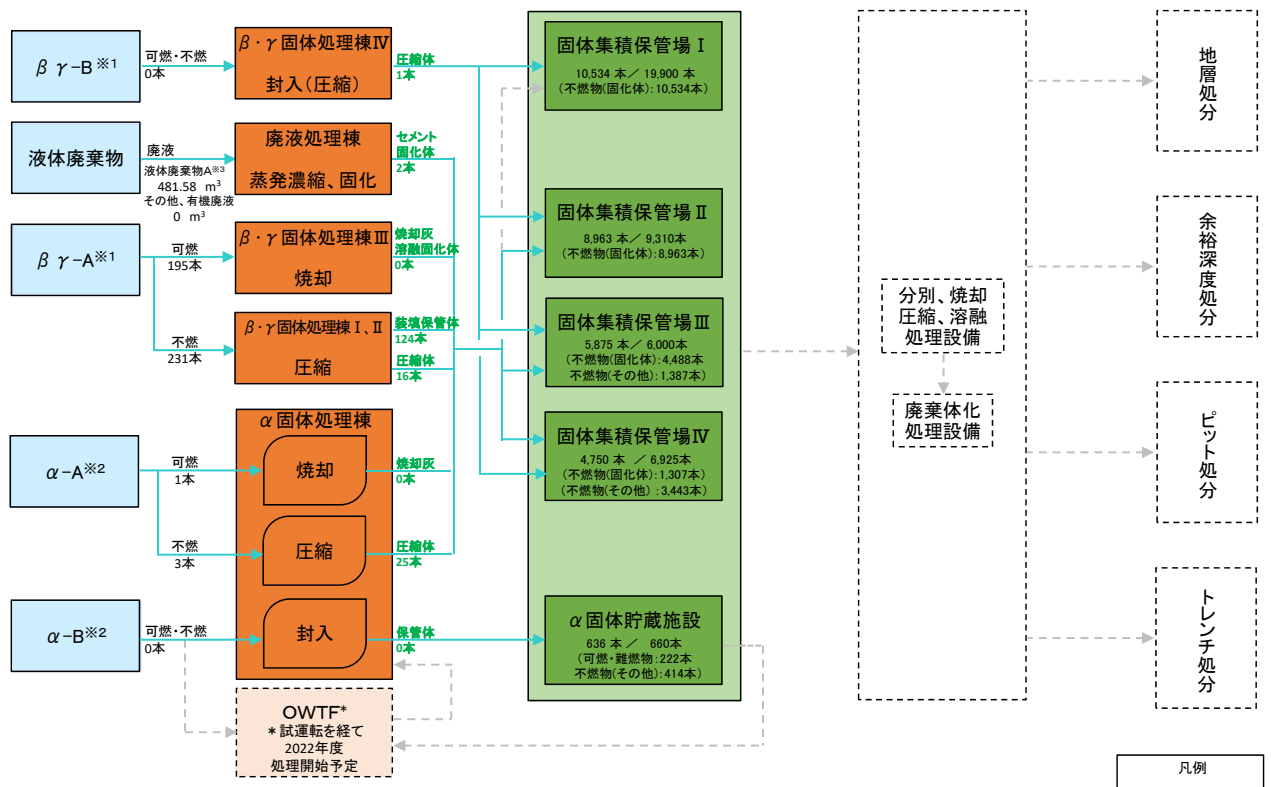 βγ-B※1
可燃・不燃
0本
β・γ固体処理棟Ⅳ
封入(圧縮)
圧縮体
1本
液体廃棄物
廃液
液体廃棄物A※3
481.58 m3
その他、有機廃液
0 m3
廃液処理棟
蒸発濃縮、固化
セメント
固化体
2本
βγ-A※1
可燃
195本
β・γ固体処理棟Ⅲ
焼却
焼却灰
溶融固化体
0本
不燃
231本
β・γ固体処理棟Ⅰ、Ⅱ
圧縮
装填保管体
124本
圧縮体
16本
α固体処理棟
α-A※2
可燃
1本
焼却
焼却灰
0本
不燃
3本
圧縮
圧縮体
25本
α-B※2
可燃・不燃
0本
封入
保管体
0本
OWTF*
*試運転を経て
2022年度
処理開始予定
固体集積保管場Ⅰ
10,534 本/ 19,900 本
(不燃物(固化体):10,534本)
固体集積保管場Ⅱ
8,963 本/ 9,310本
(不燃物(固化体):8,963本)
固体集積保管場Ⅲ
5,875 本/ 6,000本
(不燃物(固化体):4,488本
不燃物(その他):1,387本)
固体集積保管場Ⅳ
4,750 本 / 6,925本
(不燃物(固化体):1,307本)
(不燃物(その他):3,443本)
α固体貯蔵施設
636 本 / 660本
(可燃・難燃物:222本
不燃物(その他):414本)
分別、焼却
圧縮、溶融
処理設備
廃棄体化
処理設備
地層処分
余裕深度処分
ピット処分
トレンチ処分
凡例